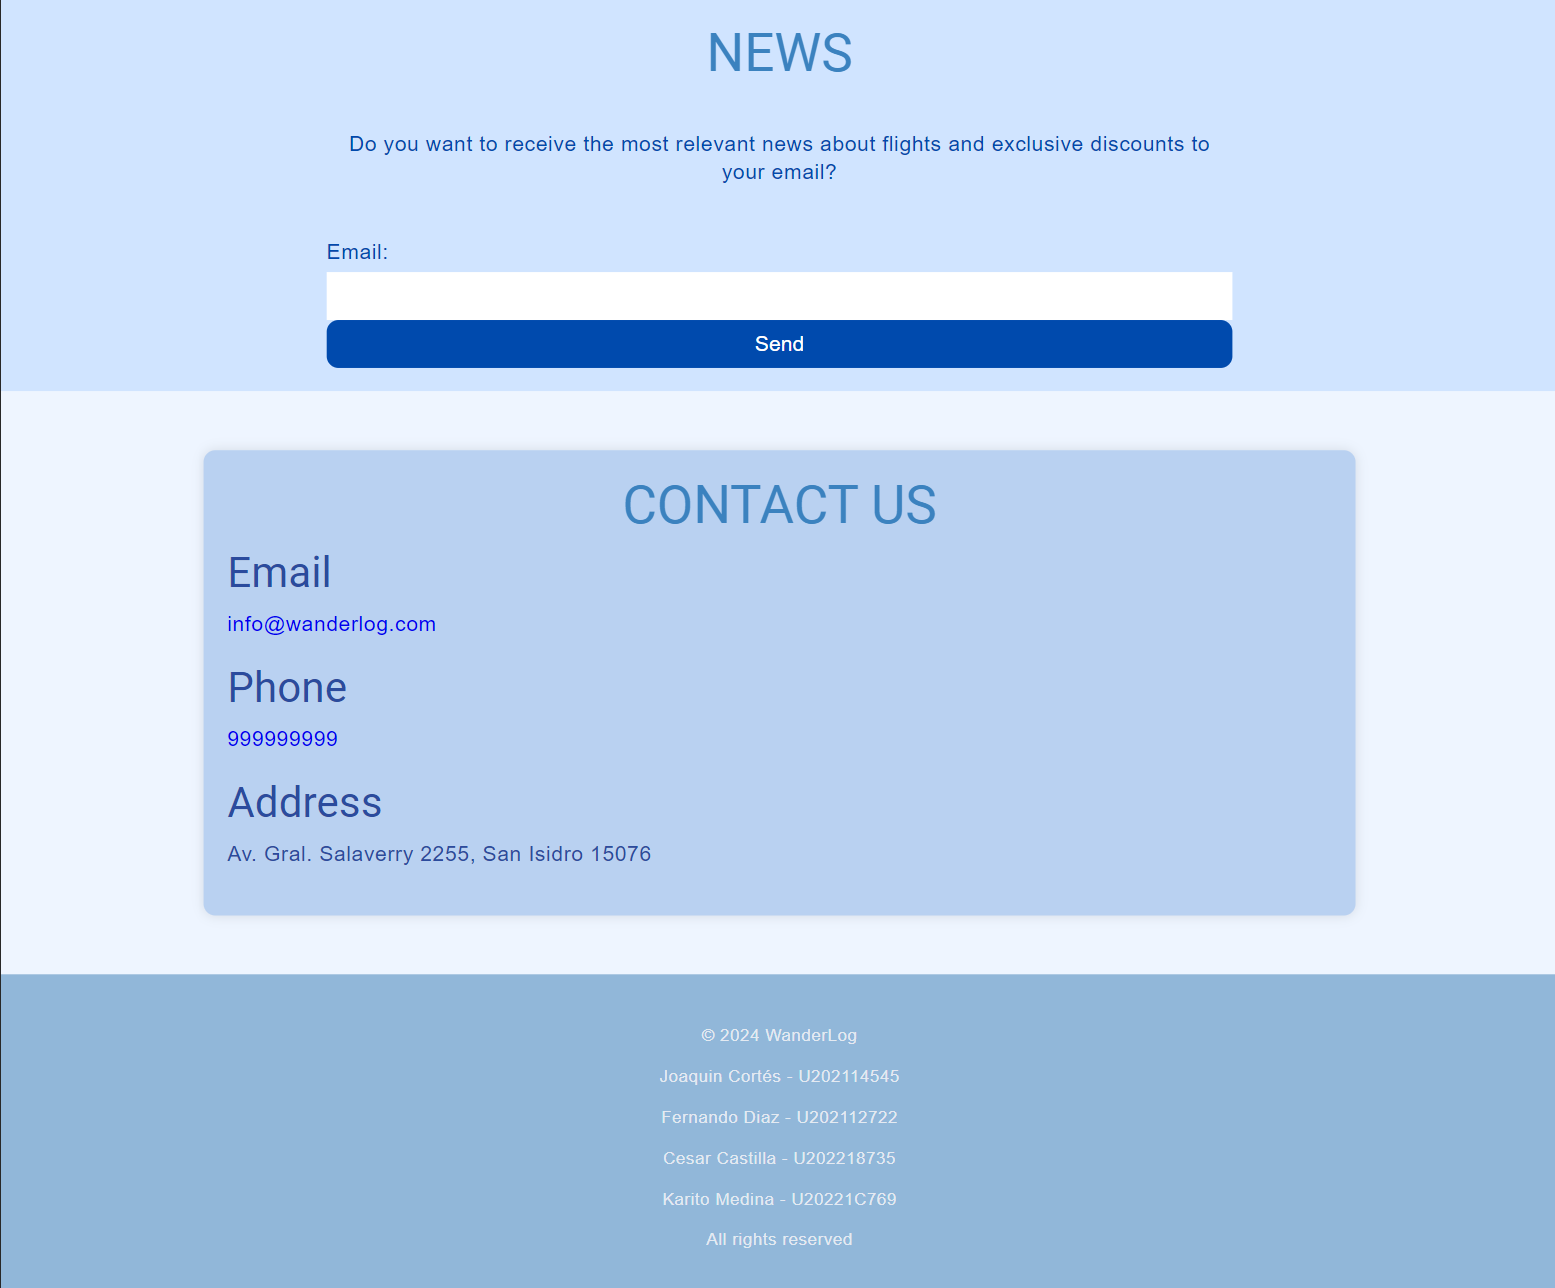 NEWS
Do you want to receive the most relevant news about flights and exclusive discounts to
your email?
Email:
Send
CONTACT US
Email
info@wanderlog.com
Phone
999999999
Address
Av. Gral. Salaverry 2255, San Isidro 15076
© 2024 WanderLog
Joaquin Cortés - U202114545
Fernando Diaz - U202112722
Cesar Castilla - U202218735
Karito Medina - U20221C769
All rights reserved